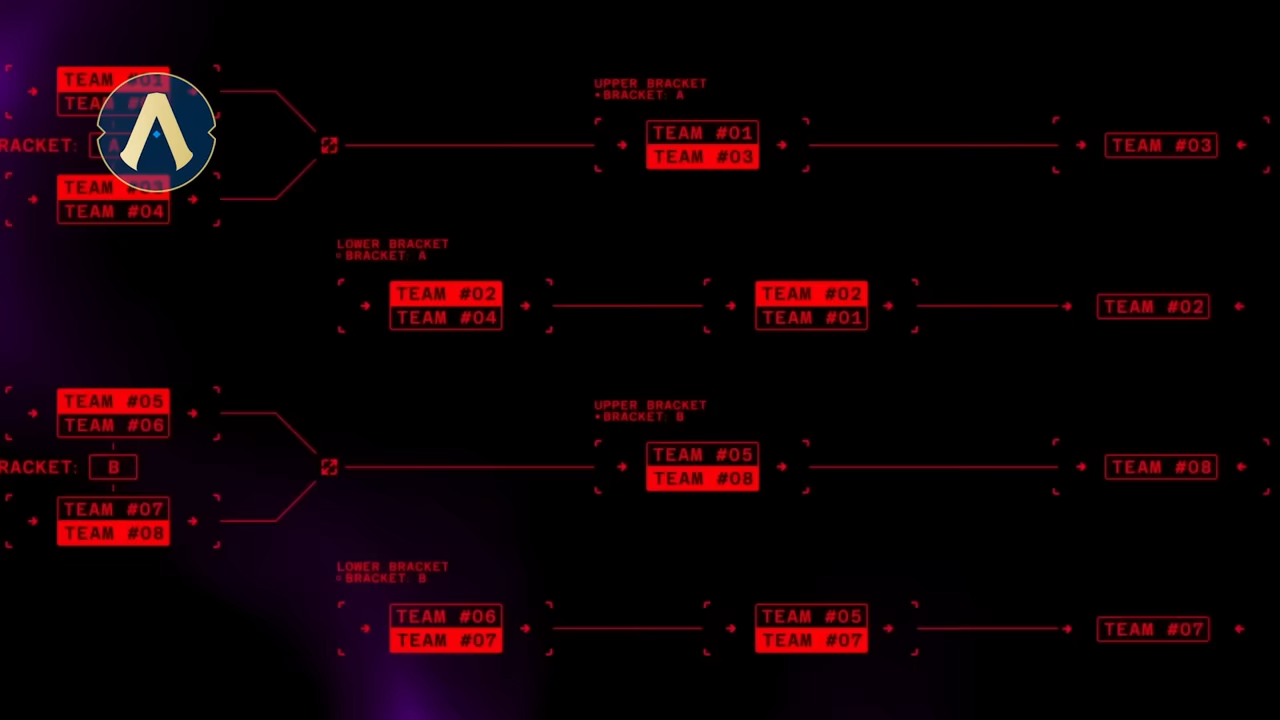 TEAM #01
TEAM
RACKET: A
TEAM #03
TEAM #04
UPPER BRACKET
•BRACKET: A
TEAM #01
TEAM #03
TEAM #03
LOWER BRACKET
BRACKET: A
TEAM #02
TEAM #04
TEAM #02
TEAM #01
TEAM #02
TEAM #05
TEAM #06
RACKET: B
TEAM #07
TEAM #08
UPPER BRACKET
•BRACKET: B
TEAM #05
TEAM #08
TEAM #08
LOWER BRACKET
BRACKET: B
TEAM #06
TEAM #07
TEAM #05
TEAM #07
TEAM #07